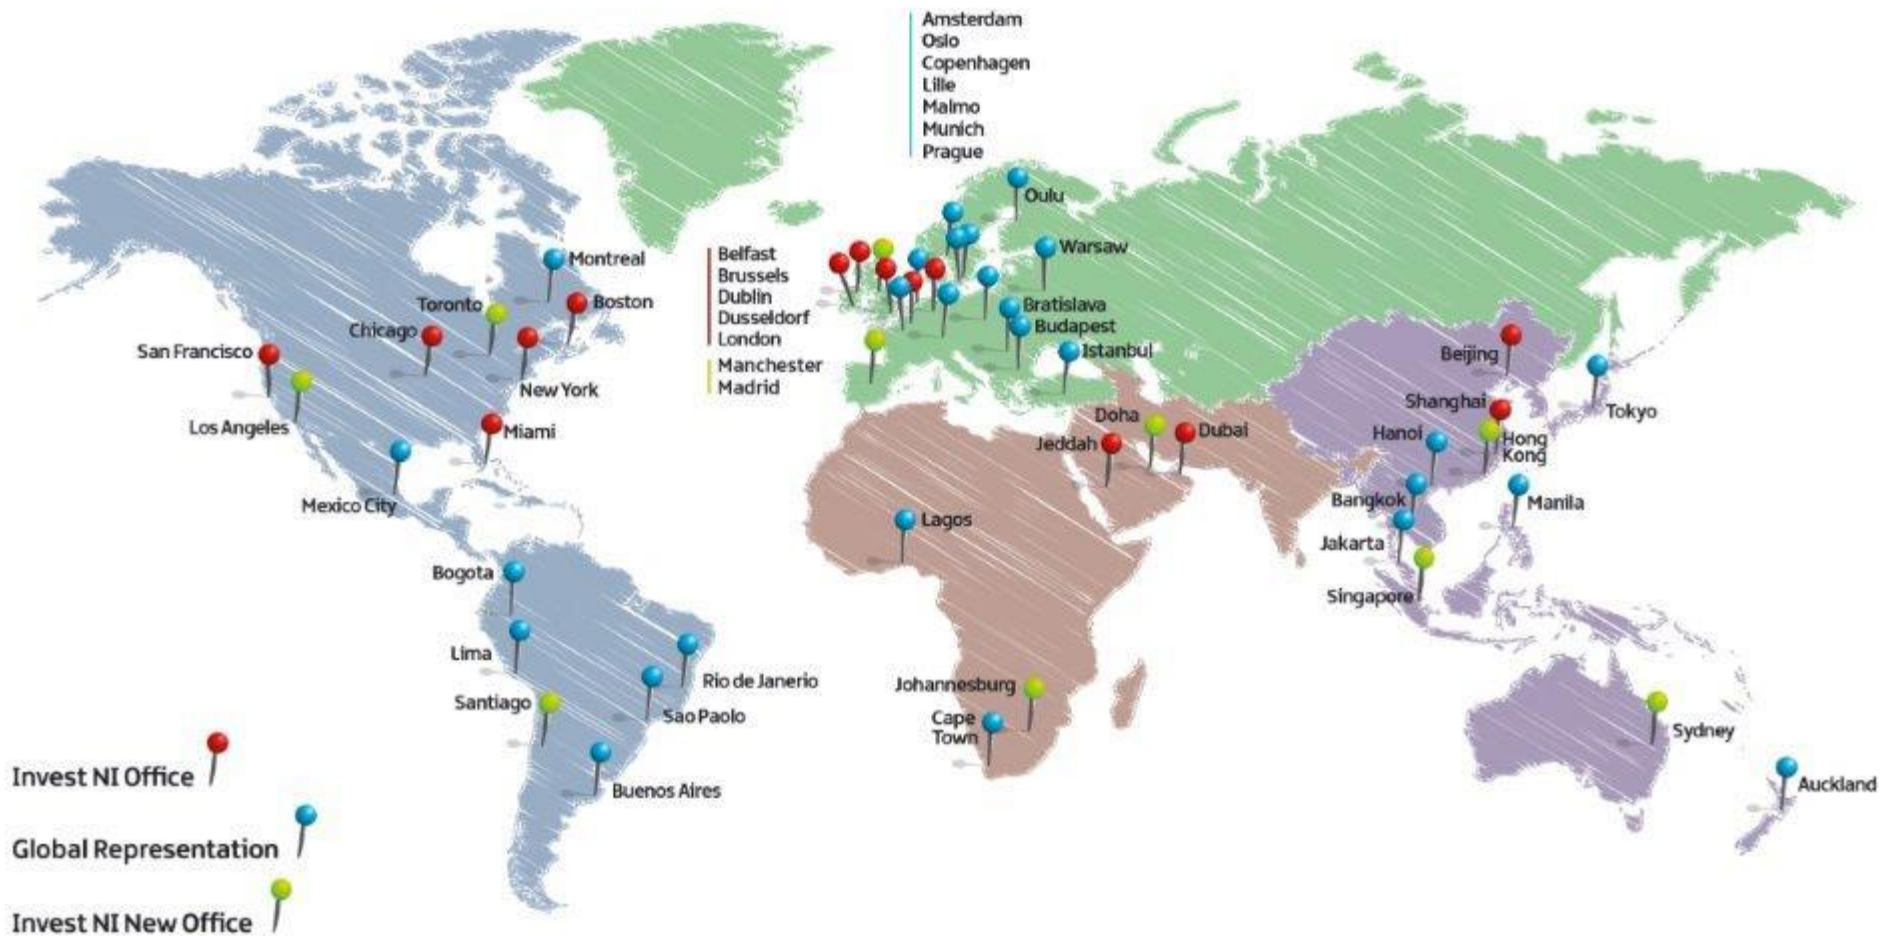 Amsterdam
Oslo
Copenhagen
Lille
Malmo
Munich
Prague
Oulu
Warsaw
Belfast
Brussels
Dublin
Dusseldorf
London
Manchester
Madrid
Montreal
Toronto
Boston
Chicago
San Francisco
New York
Los Angeles
Miami
Mexico City
Bratislava
Budapest
Istanbul
Beijing
Shanghai
Tokyo
Doha
Jeddah
Dubai
Hanoi
Hong
Kong
Bangkok
Manila
Lagos
Jakarta
Singapore
Bogota
Lima
Rio de Janerio
Santiago
Sao Paolo
Johannesburg
Cape
Town
Sydney
Buenos Aires
Auckland
Invest NI Office
Global Representation
Invest NI New Office